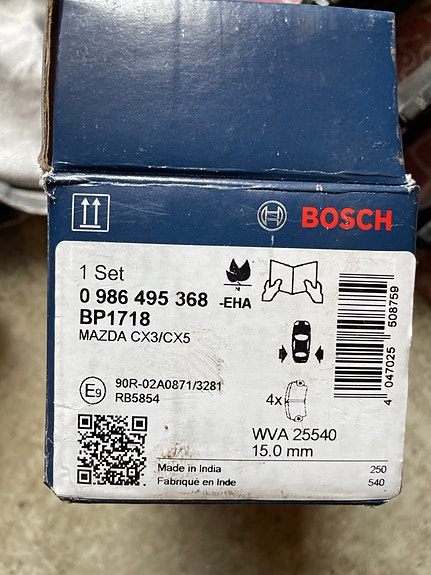 BOSCH
1 Set
0 986 495 368 -EHA
BP1718
MAZDA CX3/CX5
N
E9
90R-02A0871/3281
RB5854
4x
WVA 25540
15.0 mm
Made in India
Fabriqué en Inde
250
540
4 047025 508759